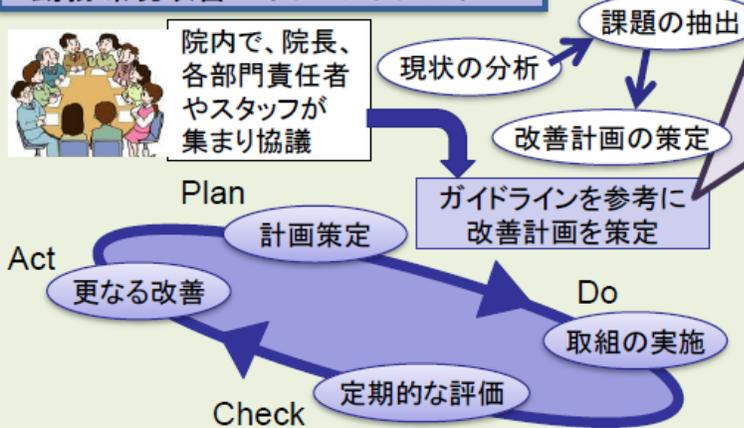 院内で、院長、
各部門責任者
やスタッフが
集まり協議
現状の分析
課題の抽出
改善計画の策定
ガイドラインを参考に
改善計画を策定
Plan
計画策定
Act
更なる改善
Do
取組の実施
定期的な評価
Check